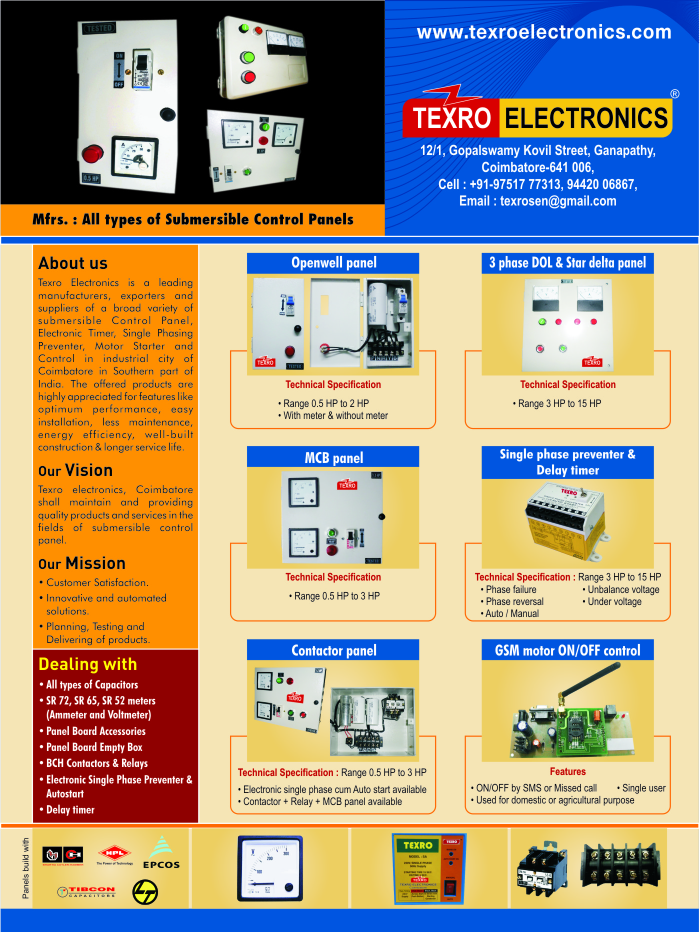 www.texroelectronics.com
TEXRO ELECTRONICS®
12/1, Gopalswamy Kovil Street, Ganapathy,
Coimbatore-641 006,
Cell : +91-97517 77313, 94420 06867,
Email : texrosen@gmail.com
TESTED
ON
OFF
0.5 HP
Mfrs. : All types of Submersible Control Panels
About us
Texro Electronics is a leading
manufacturers, exporters and
suppliers of a broad variety of
submersible Control Panel,
Electronic Timer, Single Phasing
Preventer, Motor Starter and
Control in industrial city of
Coimbatore in Southern part of
India. The offered products are
highly appreciated for features like
optimum performance, easy
installation, less maintenance,
energy efficiency, well-built
construction & longer service life.
Our Vision
Texro electronics, Coimbatore
shall maintain and providing
quality products and services in the
fields of submersible control
panel.
Our Mission
• Customer Satisfaction.
• Innovative and automated
solutions.
• Planning, Testing and
Delivering of products.
Dealing with
• All types of Capacitors
• SR 72, SR 65, SR 52 meters
(Ammeter and Voltmeter)
• Panel Board Accessories
• Panel Board Empty Box
• BCH Contactors & Relays
• Electronic Single Phase Preventer &
Autostart
• Delay timer
Openwell panel
TEXRO
Technical Specification
• Range 0.5 HP to 2 HP
• With meter & without meter
3 phase DOL & Star delta panel
TEXRO
Technical Specification
• Range 3 HP to 15 HP
MCB panel
TEXRO
Technical Specification
• Range 0.5 HP to 3 HP
Single phase preventer &
Delay timer
TEXRO
Technical Specification : Range 3 HP to 15 HP
• Phase failure • Unbalance voltage
• Phase reversal • Under voltage
• Auto / Manual
Contactor panel
TEXRO
Technical Specification : Range 0.5 HP to 3 HP
• Electronic single phase cum Auto start available
• Contactor + Relay + MCB panel available
GSM motor ON/OFF control
Features
• ON/OFF by SMS or Missed call • Single user
• Used for domestic or agricultural purpose
Panels build with
HPL
The Power of Technology
EPCOS
TIBCON
CAPACITORS
100 200 300
TEXRO
TEXRO
TEXRO